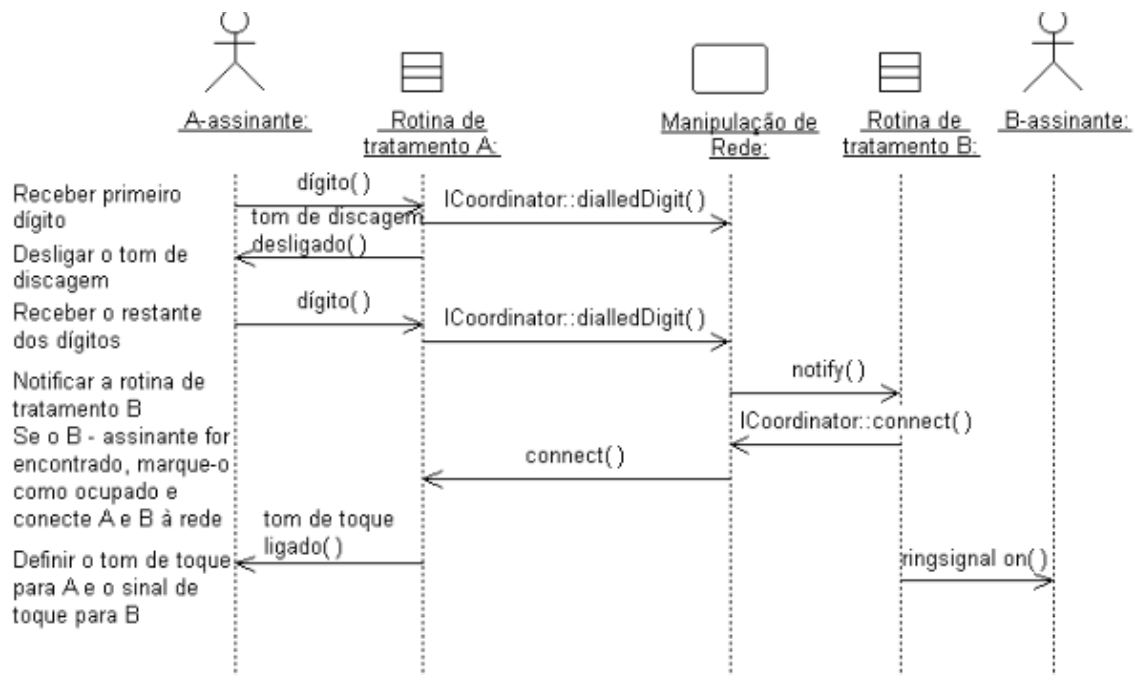 A-assinante:
Rotina de
tratamento A:
Manipulação de
Rede:
Rotina de
tratamento B:
B-assinante:
Receber primeiro
dígito
dígito( )
ICoordinator::dialledDigit( )
tom de discagem
desligado( )
Desligar o tom de
discagem
Receber o restante
dos dígitos
dígito( )
ICoordinator::dialledDigit( )
Notificar a rotina de
tratamento B
notify( )
Se o B - assinante for
encontrado, marque-o
como ocupado e
conecte A e B à rede
ICoordinator::connect( )
connect( )
tom de toque
ligado( )
Definir o tom de toque
para A e o sinal de
toque para B
ringsignal on( )